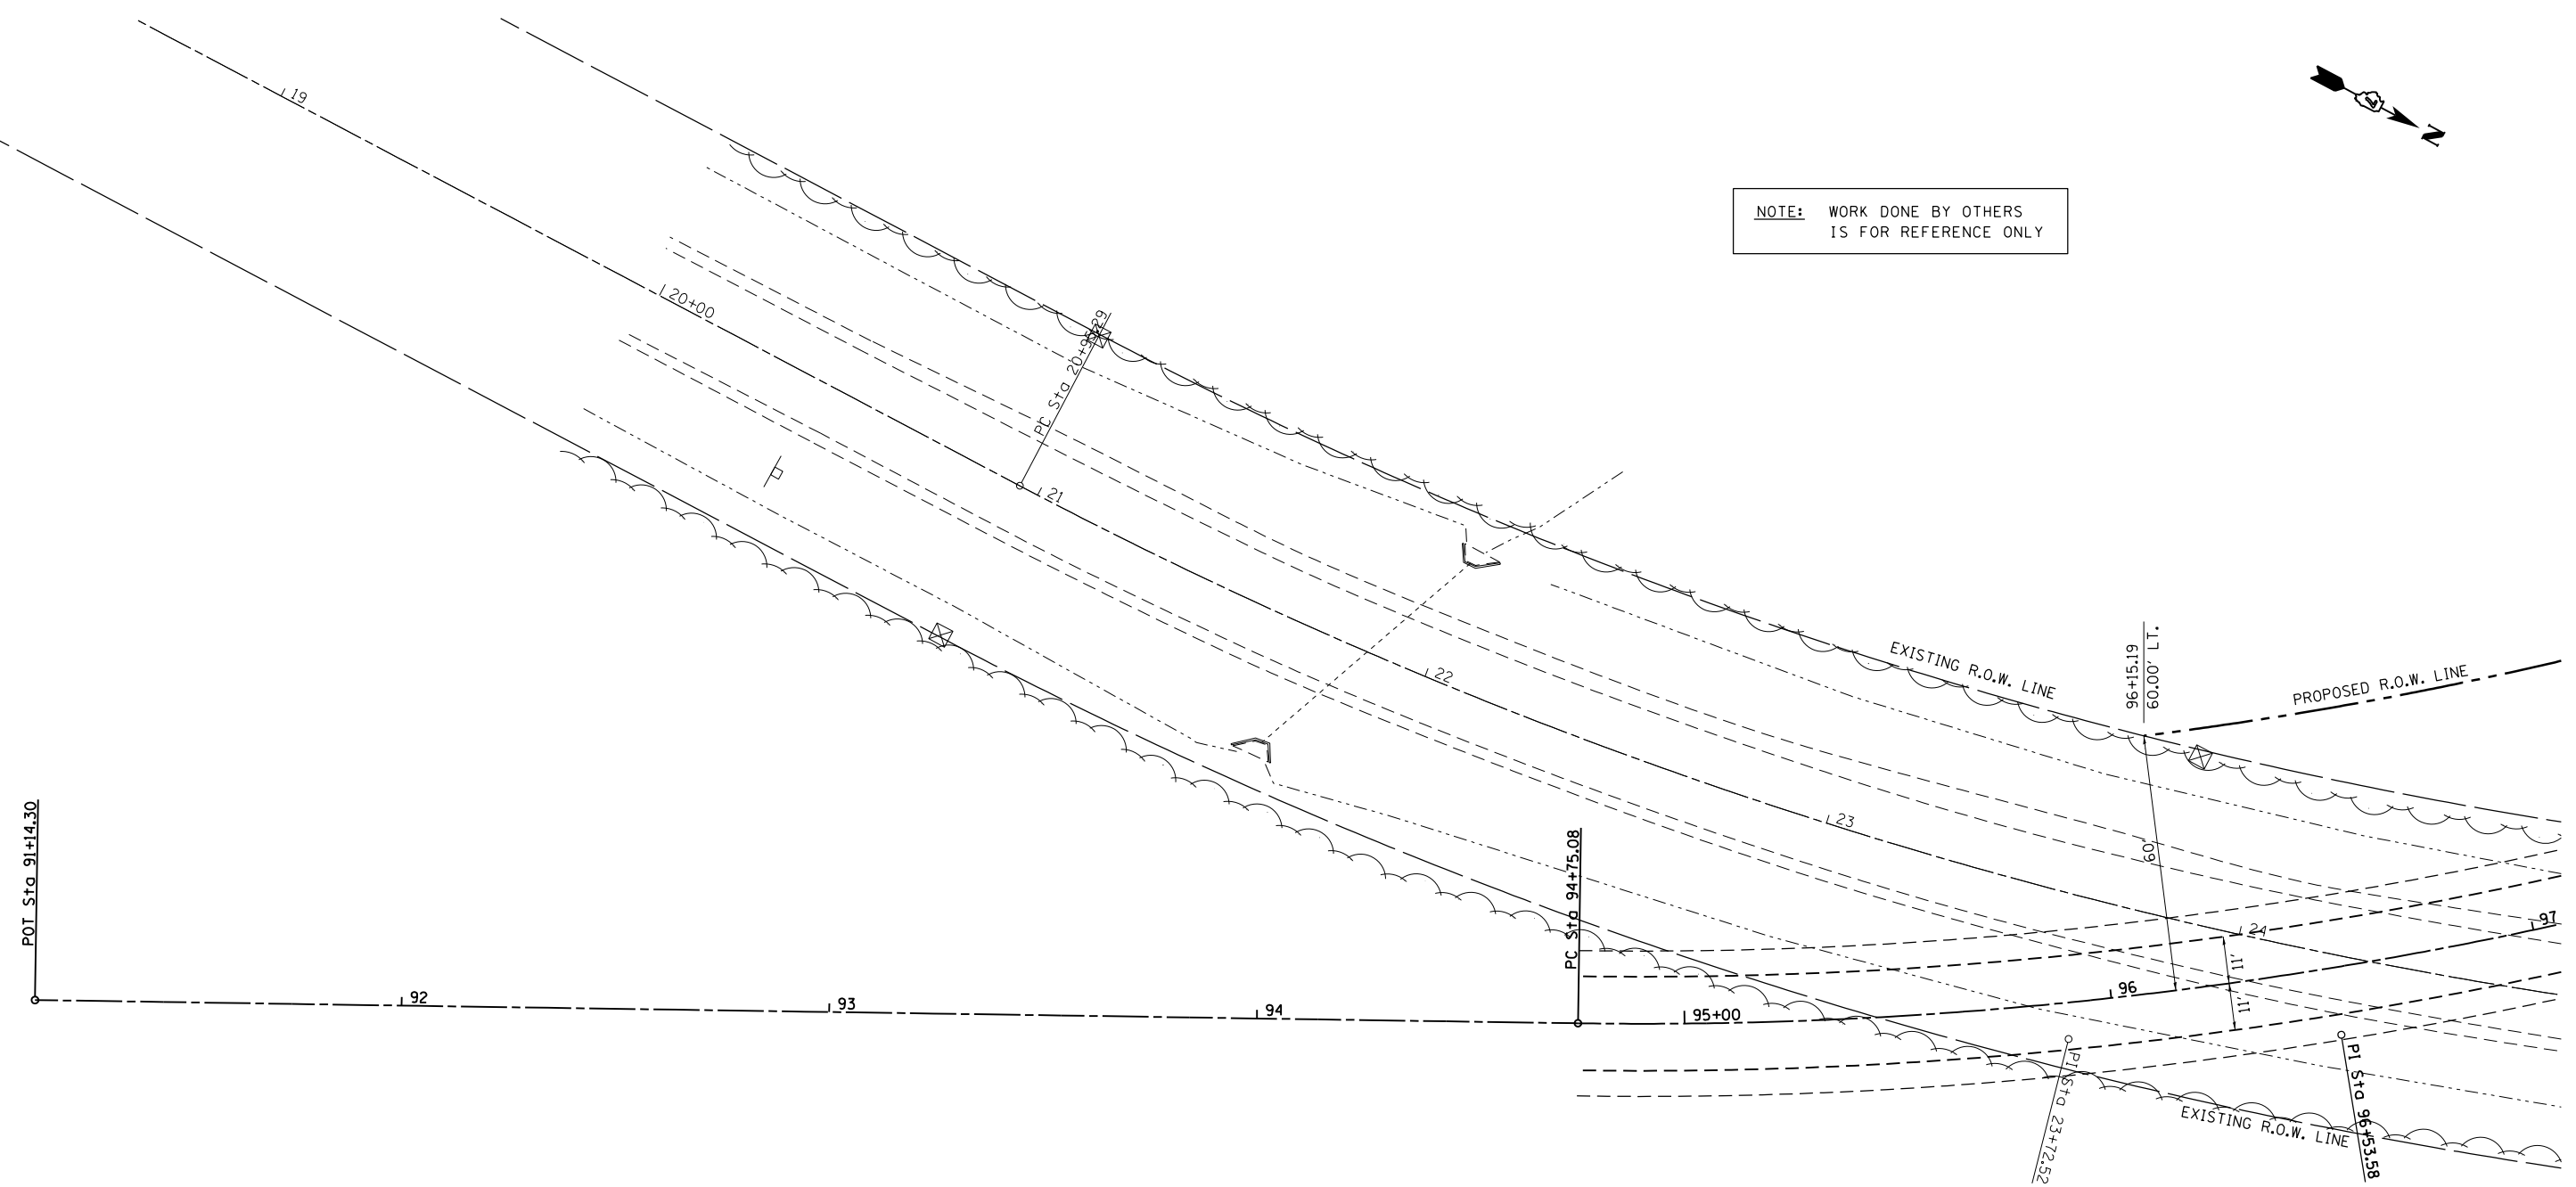 19
N
NOTE: WORK DONE BY OTHERS
IS FOR REFERENCE ONLY
20+00
PC Sta 20+95.29
21
22
EXISTING R.O.W. LINE
96+15.19
60.00' LT.
PROPOSED R.O.W. LINE
23
60'
POT Sta 91+14.30
PC Sta 94+75.08
24
97
11'
11'
92
93
94
95+00
96
PI Sta 23+72.52
PI Sta 96+53.58
EXISTING R.O.W. LINE